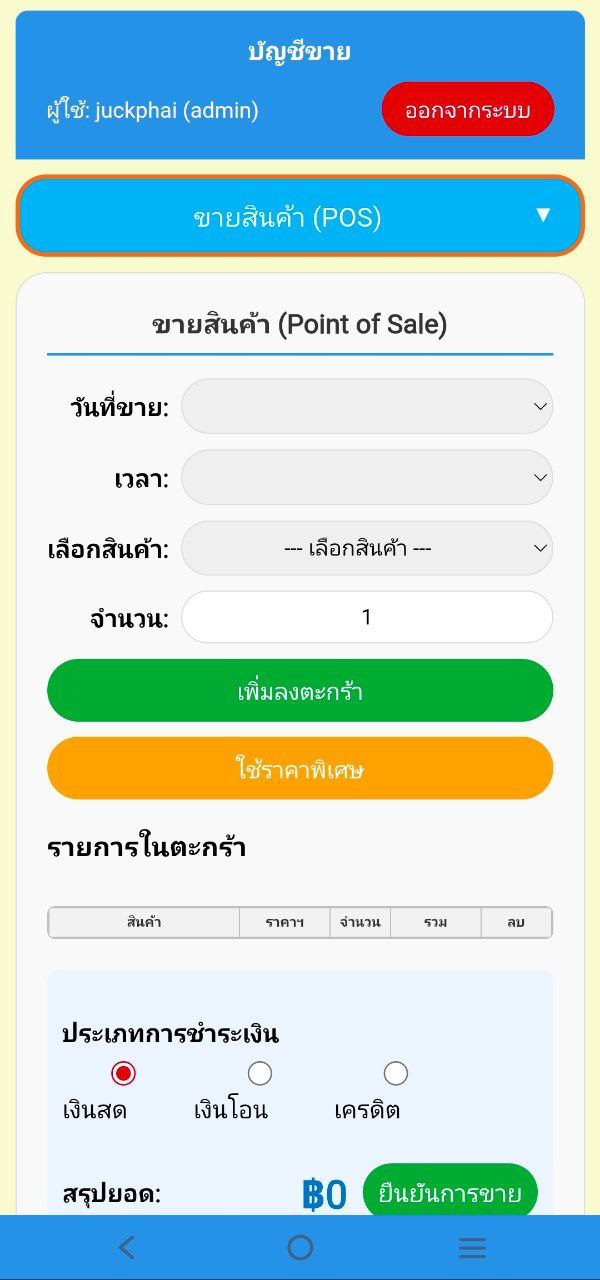 บัญชีขาย
ผู้ใช้: juckphai (admin)
ออกจากระบบ
ขายสินค้า (POS) ▼
ขายสินค้า (Point of Sale)
วันที่ขาย:
เวลา:
เลือกสินค้า: --- เลือกสินค้า ---
จำนวน: 1
เพิ่มลงตะกร้า
ใช้ราคาพิเศษ
รายการในตะกร้า
สินค้า ราคาฯ จำนวน รวม ลบ
ประเภทการชำระเงิน
เงินสด เงินโอน เครดิต
สรุปยอด: ฿0 ยืนยันการขาย